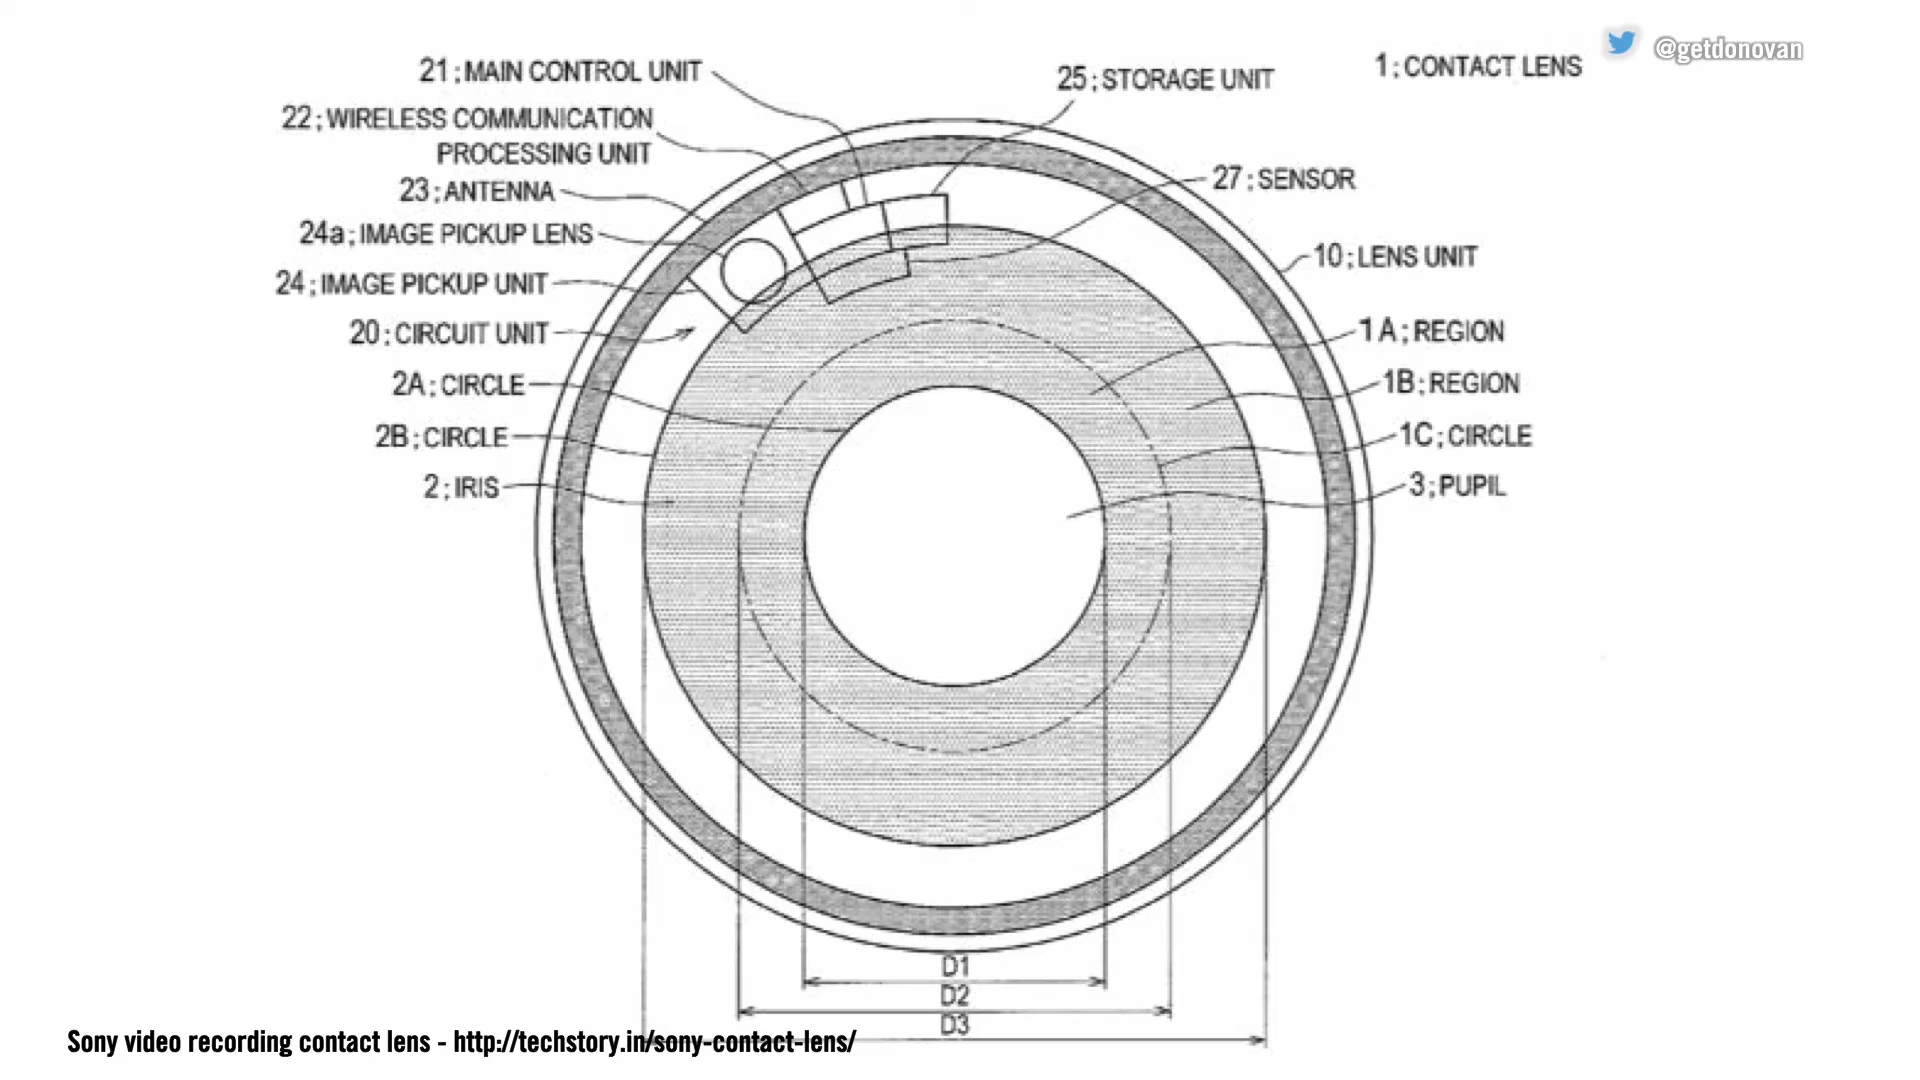 @getdonovan
1;CONTACT LENS
21;MAIN CONTROL UNIT
25;STORAGE UNIT
22;WIRELESS COMMUNICATION
PROCESSING UNIT
23;ANTENNA
27;SENSOR
24a;IMAGE PICKUP LENS
24;IMAGE PICKUP UNIT
10;LENS UNIT
20;CIRCUIT UNIT
1A;REGION
2A;CIRCLE
1B;REGION
2B;CIRCLE
1C;CIRCLE
2;IRIS
3;PUPIL
D1
D2
D3
Sony video recording contact lens - http://techstory.in/sony-contact-lens/